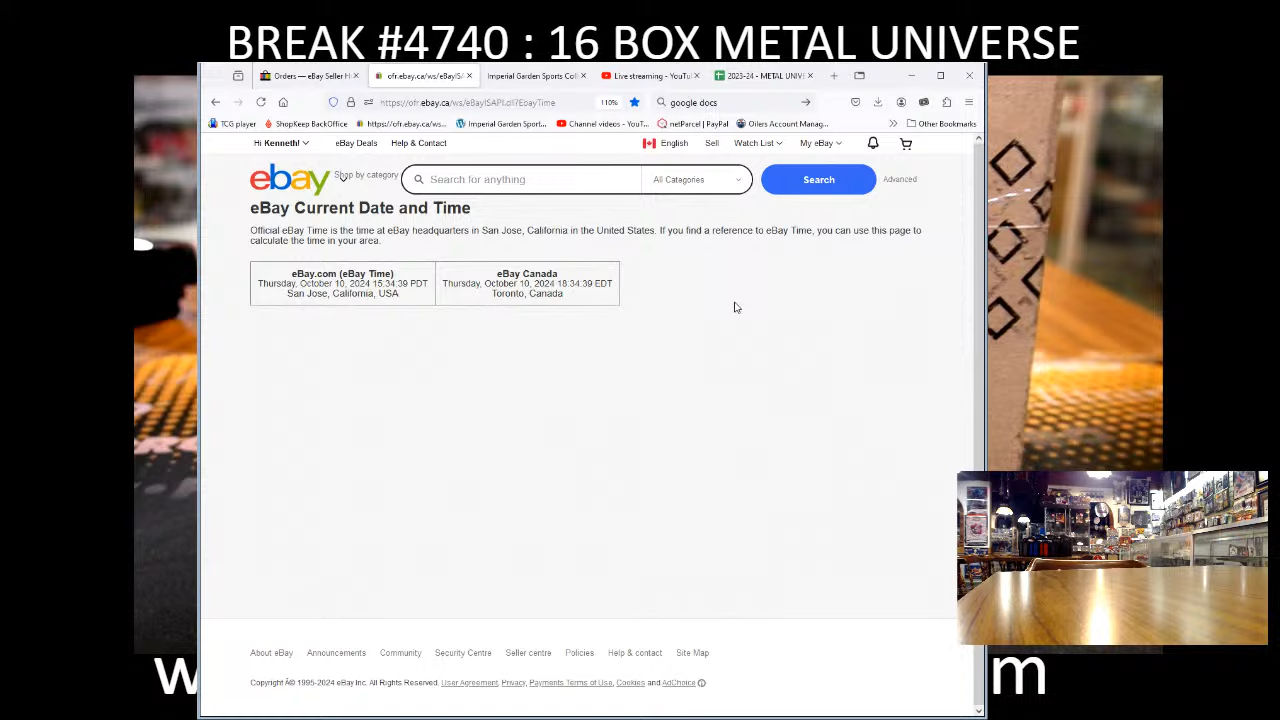 BREAK #4740 : 16 BOX METAL UNIVERSE
Orders — eBay Seller H
ofr.ebay.ca/ws/eBayISA
Imperial Garden Sports Col
Live streaming - YouTu
2023-24 - METAL UNIV
https://ofr.ebay.ca/ws/eBayISAPI.dll?EbayTime
110%
google docs
TCG player
ShopKeep BackOffice
https://ofr.ebay.ca/ws...
Imperial Garden Sport...
Channel videos - YouT...
netParcel | PayPal
Oilers Account Manag...
Other Bookmarks
Hi Kenneth!
eBay Deals
Help & Contact
English
Sell
Watch List
My eBay
ebay
Shop by category
Search for anything
All Categories
Search
Advanced
eBay Current Date and Time
Official eBay Time is the time at eBay headquarters in San Jose, California in the United States. If you find a reference to eBay Time, you can use this page to
calculate the time in your area.
eBay.com (eBay Time)
Thursday, October 10, 2024 15:34:39 PDT
San Jose, California, USA
eBay Canada
Thursday, October 10, 2024 18:34:39 EDT
Toronto, Canada
About eBay
Announcements
Community
Security Centre
Seller centre
Policies
Help & contact
Site Map
Copyright Â© 1995-2024 eBay Inc. All Rights Reserved. User Agreement, Privacy, Payments Terms of Use, Cookies and AdChoice
w
m